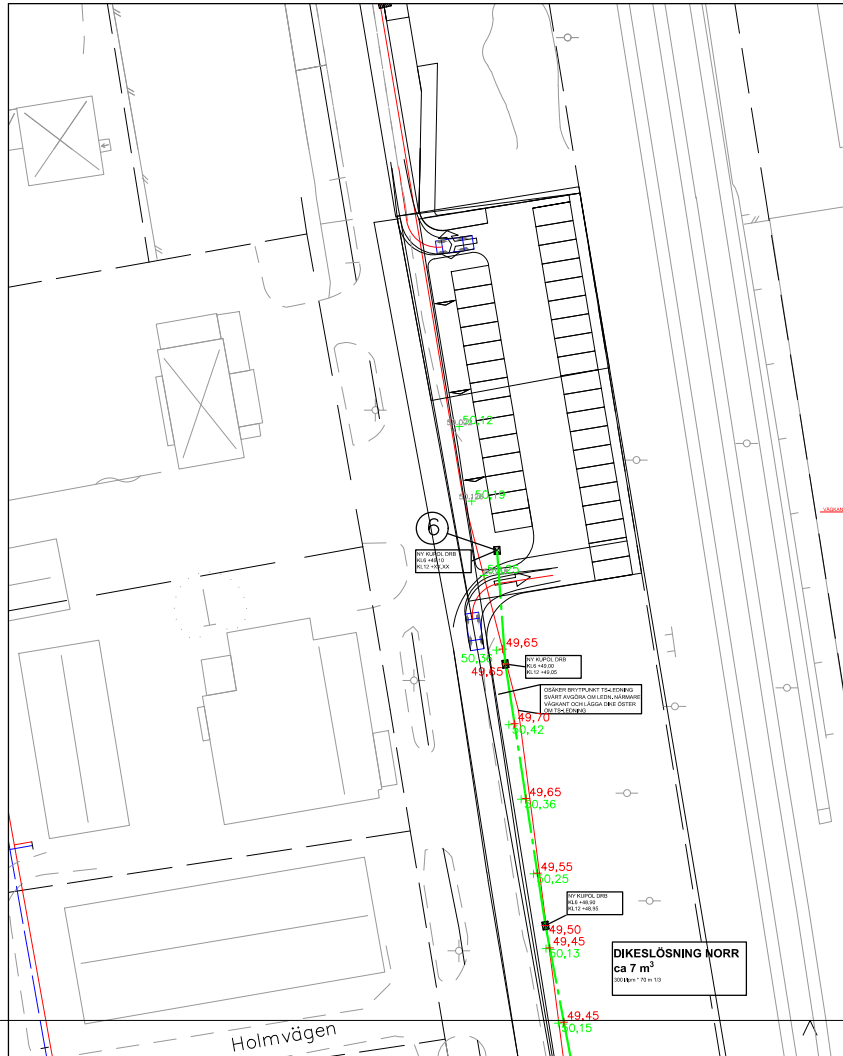 50,12
50,19
6
NY KUPOL DRB
50,25
49,65
50,36
49,65
NY KUPOL DRB
KL6 +49,00
KL12 +49,05
OSÄKER BRYTPUNKT TS-LEDNING
SVÅRT AVGÖRA OM LEDN. NÄRMARE
VÄGKANT OCH LÄGGA DIKE ÖSTER
OM TS-LEDNING
49,70
50,42
49,65
50,36
49,55
50,25
NY KUPOL DRB
KL6 +48,90
KL12 +48,95
49,50
49,45
50,13
DIKESLÖSNING NORR
ca 7 m³
49,45
50,15
Holmvägen